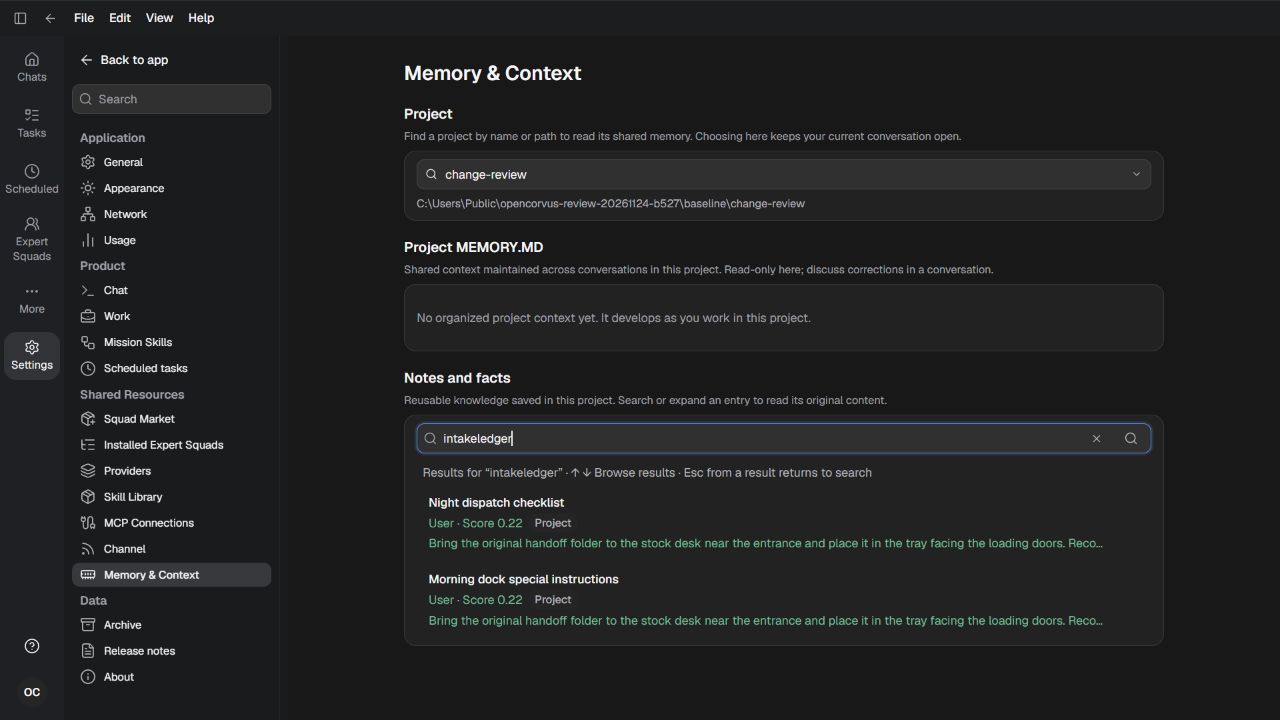 File Edit View Help
Chats
Tasks
Scheduled
Expert
Squads
More
Settings
OC
Back to app
Search
Application
General
Appearance
Network
Usage
Product
Chat
Work
Mission Skills
Scheduled tasks
Shared Resources
Squad Market
Installed Expert Squads
Providers
Skill Library
MCP Connections
Channel
Memory & Context
Data
Archive
Release notes
About
Memory & Context
Project
Find a project by name or path to read its shared memory. Choosing here keeps your current conversation open.
change-review
C:\Users\Public\opencorvus-review-20261124-b527\baseline\change-review
Project MEMORY.MD
Shared context maintained across conversations in this project. Read-only here; discuss corrections in a conversation.
No organized project context yet. It develops as you work in this project.
Notes and facts
Reusable knowledge saved in this project. Search or expand an entry to read its original content.
intakeledger
Results for “intakeledger” · ↑ ↓ Browse results · Esc from a result returns to search
Night dispatch checklist
User · Score 0.22 Project
Bring the original handoff folder to the stock desk near the entrance and place it in the tray facing the loading doors. Reco...
Morning dock special instructions
User · Score 0.22 Project
Bring the original handoff folder to the stock desk near the entrance and place it in the tray facing the loading doors. Reco...